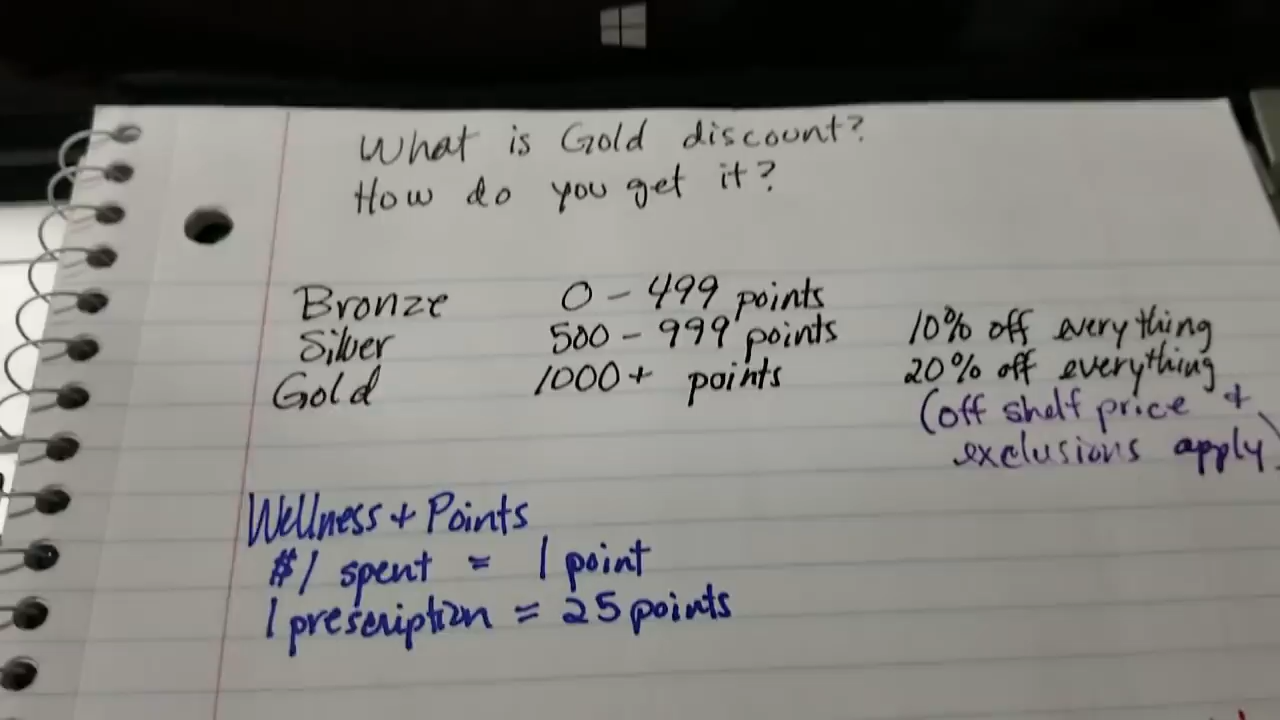 What is Gold discount?
How do you get it?
Bronze 0 - 499 points
Silver 500 - 999 points 10% off everything
Gold 1000+ points 20% off everything
(off shelf price +
exclusions apply)
Wellness + Points
$1 spent = 1 point
1 prescription = 25 points